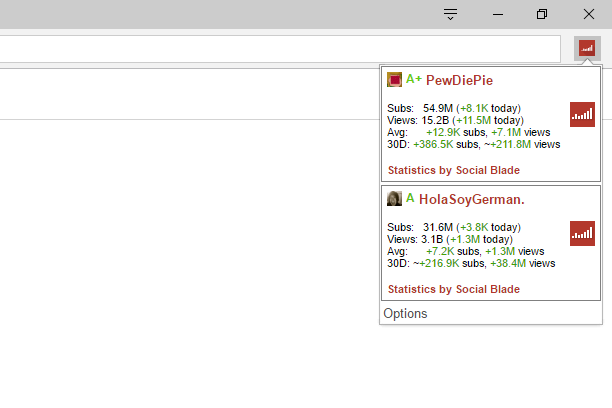 A+ PewDiePie
Subs: 54.9M (+8.1K today)
Views: 15.2B (+11.5M today)
Avg: +12.9K subs, +7.1M views
30D: +386.5K subs, ~+211.8M views
Statistics by Social Blade
A HolaSoyGerman.
Subs: 31.6M (+3.8K today)
Views: 3.1B (+1.3M today)
Avg: +7.2K subs, +1.3M views
30D: ~+216.9K subs, +38.4M views
Statistics by Social Blade
Options